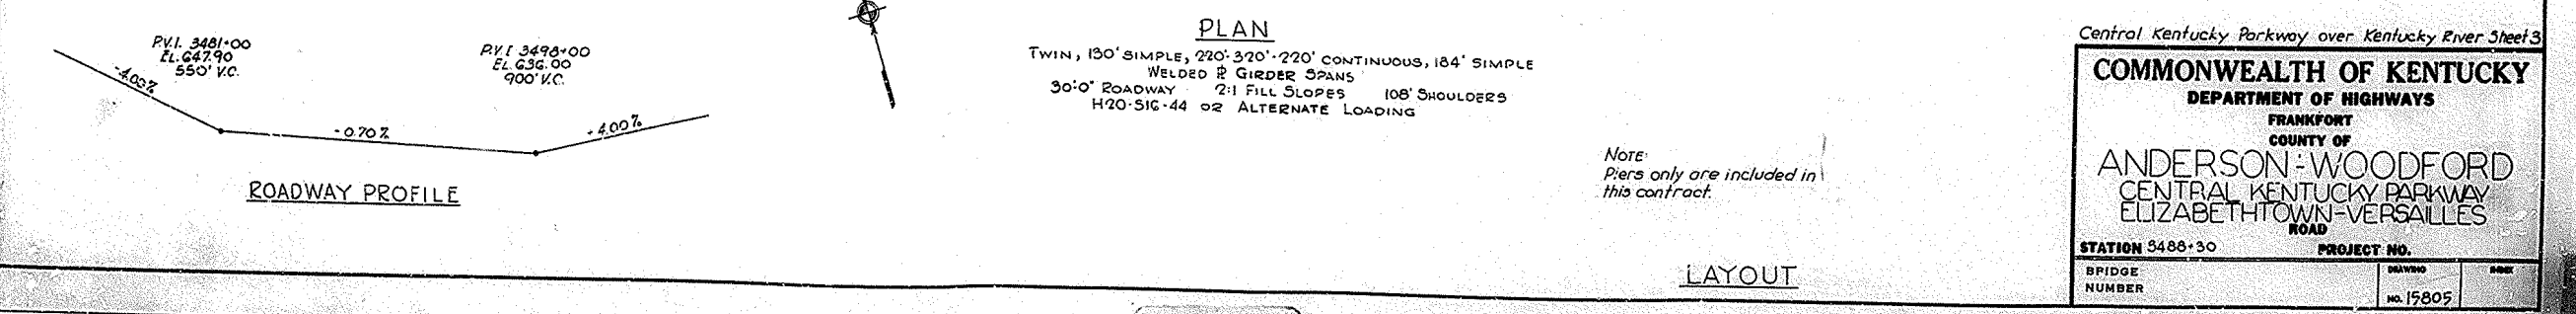 P.V.I. 3481+00
EL. 647.90
550' V.C.
-4.00%
P.V.I 3498+00
EL. 636.00
900' V.C.
-0.70%
+4.00%
ROADWAY PROFILE
PLAN
TWIN, 130' SIMPLE, 220'-320'-220' CONTINUOUS, 184' SIMPLE
WELDED ⅊ GIRDER SPANS
30'-0" ROADWAY 2:1 FILL SLOPES 108' SHOULDERS
H20-S16-44 OR ALTERNATE LOADING
NOTE:
Piers only are included in
this contract.
LAYOUT
Central Kentucky Parkway over Kentucky River Sheet 3
COMMONWEALTH OF KENTUCKY
DEPARTMENT OF HIGHWAYS
FRANKFORT
COUNTY OF
ANDERSON-WOODFORD
CENTRAL KENTUCKY PARKWAY
ELIZABETHTOWN-VERSAILLES
ROAD
STATION 3488+30 PROJECT NO.
BRIDGE
NUMBER
DRAWING
NO. 15805
INDEX